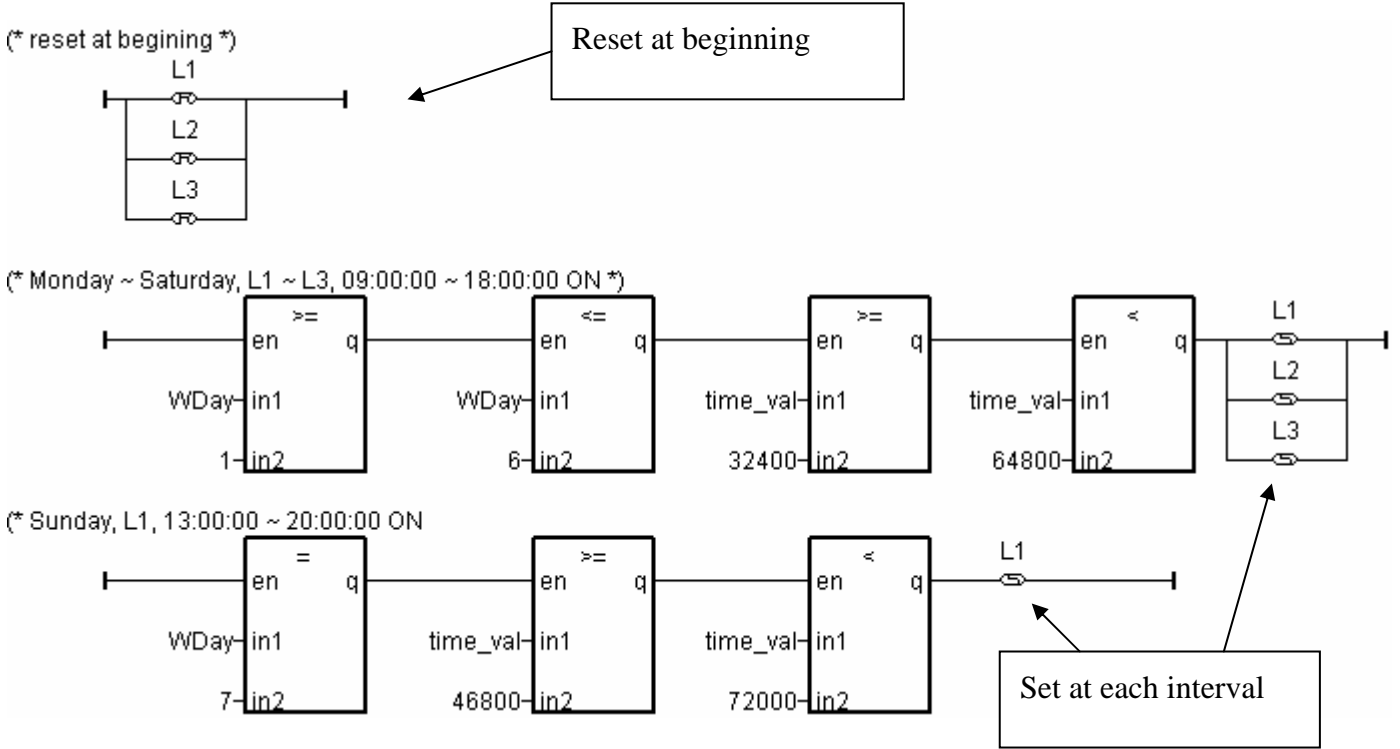 (* reset at begining *)
Reset at beginning
L1
R
L2
R
L3
R
(* Monday ~ Saturday, L1 ~ L3, 09:00:00 ~ 18:00:00 ON *)
>= <= >= <
en q en q en q en q
WDay in1 WDay in1 time_val in1 time_val in1
1 in2 6 in2 32400 in2 64800 in2
L1
S
L2
S
L3
S
(* Sunday, L1, 13:00:00 ~ 20:00:00 ON
= >= <
en q en q en q
WDay in1 time_val in1 time_val in1
7 in2 46800 in2 72000 in2
L1
S
Set at each interval